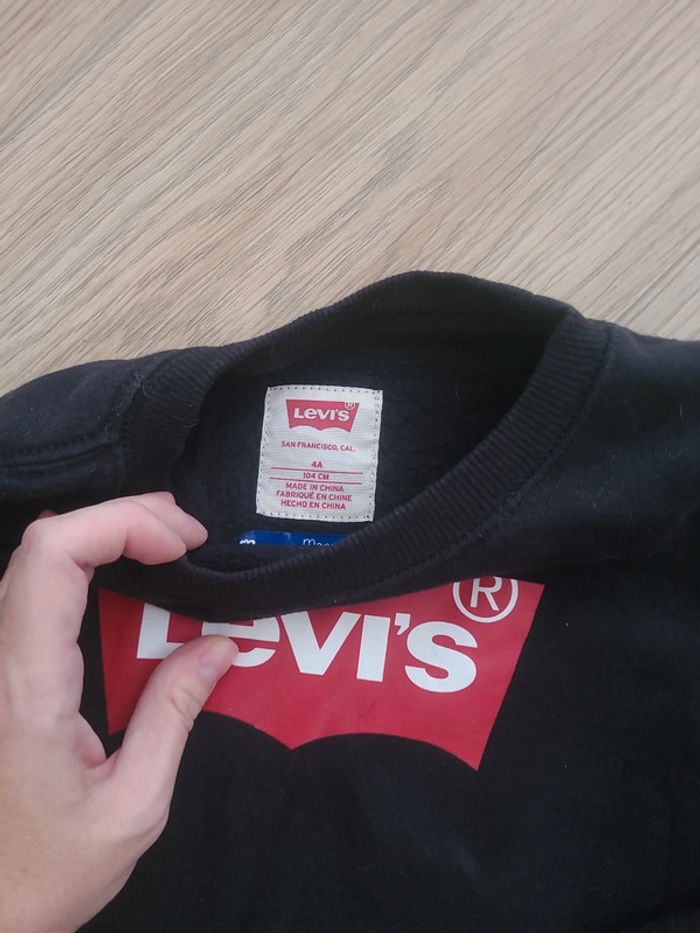 Levi's®
SAN FRANCISCO, CAL.
4A
104 CM
MADE IN CHINA
FABRIQUÉ EN CHINE
HECHO EN CHINA
Levi's®